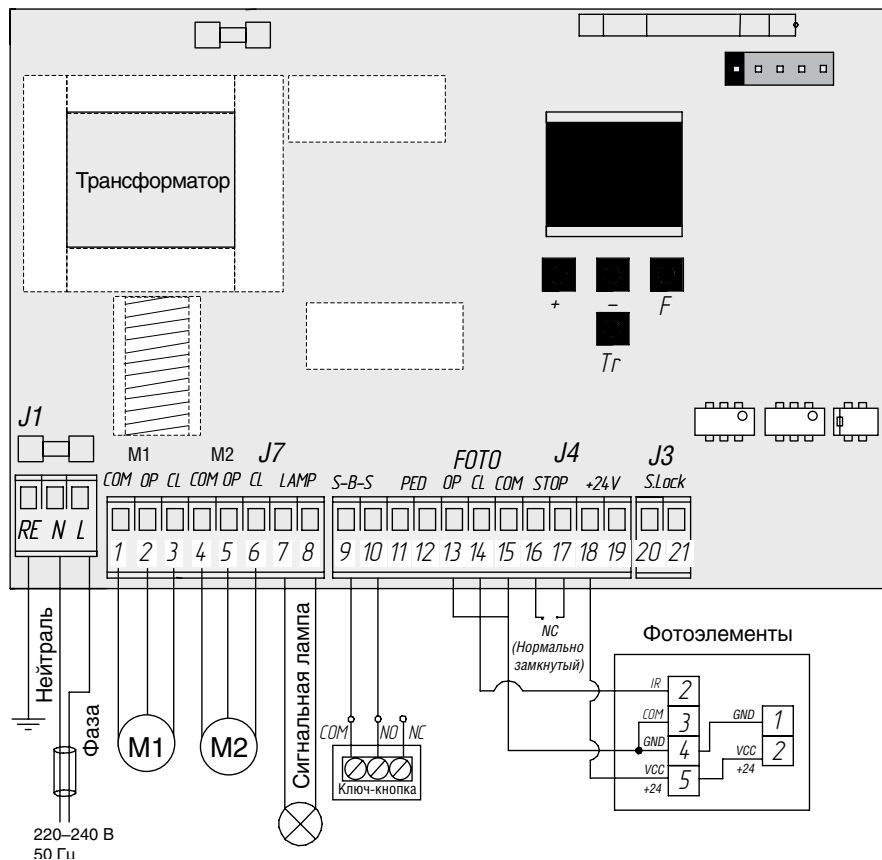 Трансформатор
+ − F
Tr
J1
M1 M2 J7 FOTO J4 J3
COM OP CL COM OP CL LAMP S-B-S PED OP CL COM STOP +24V S.Lock
RE N L
1 2 3 4 5 6 7 8 9 10 11 12 13 14 15 16 17 18 19 20 21
Нейтраль
Фаза
M1
M2
Сигнальная лампа
COM NO NC
Ключ-кнопка
NC
(Нормально
замкнутый)
Фотоэлементы
IR 2
COM 3
GND 4
VCC
+24 5
GND 1
VCC
+24 2
220–240 В
50 Гц